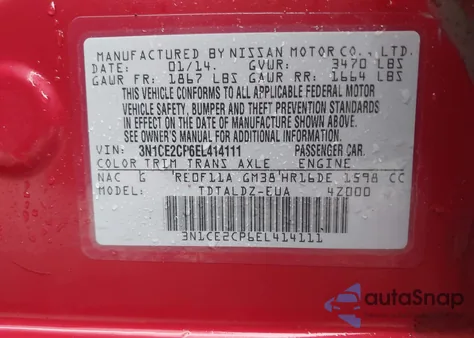 MANUFACTURED BY NISSAN MOTOR CO., LTD.
DATE: 01/14. GVWR: 3470 LBS
GAWR FR: 1867 LBS GAWR RR: 1664 LBS
THIS VEHICLE CONFORMS TO ALL APPLICABLE FEDERAL MOTOR
VEHICLE SAFETY, BUMPER AND THEFT PREVENTION STANDARDS
IN EFFECT ON THE DATE OF MANUFACTURE SHOWN ABOVE.
SEE OWNER'S MANUAL FOR ADDITIONAL INFORMATION.
VIN: 3N1CE2CP6EL414111 PASSENGER CAR.
COLOR TRIM TRANS AXLE ENGINE
NAC G RE0F11A GM38 HR16DE 1598 CC
MODEL: TDTALDZ-EUA 4Z000
3N1CE2CP6EL414111
autoSnap